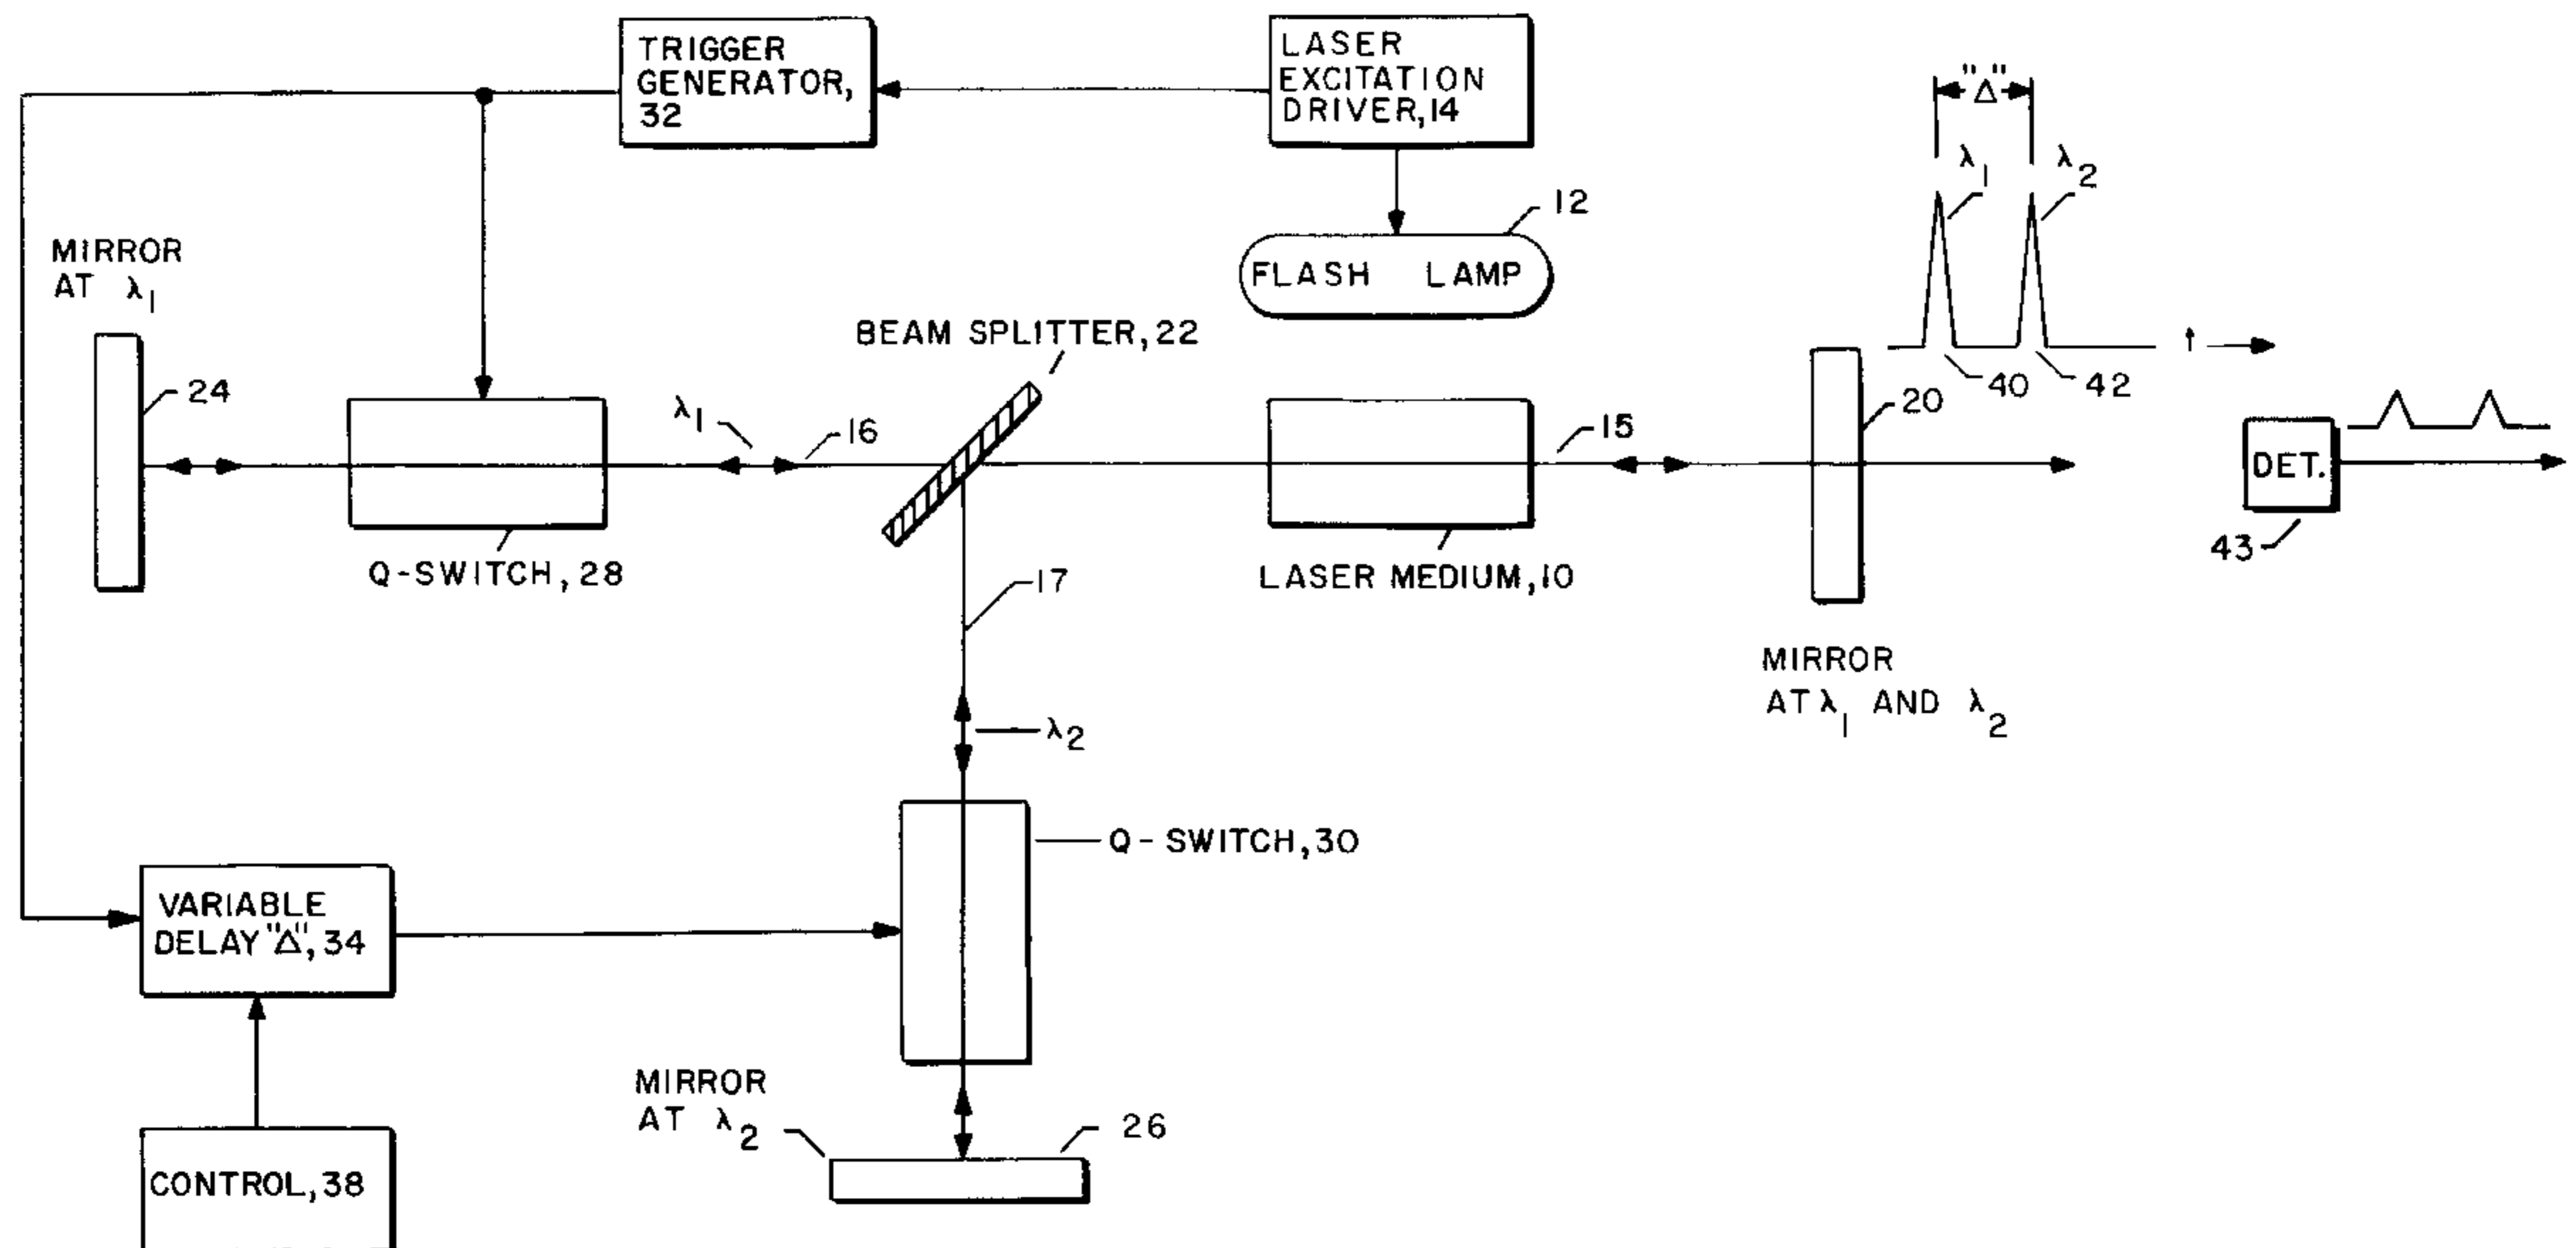 TRIGGER
GENERATOR,
32
LASER
EXCITATION
DRIVER,14
"Δ"
λ1
λ2
12
FLASH LAMP
MIRROR
AT λ1
BEAM SPLITTER,22
t
40
42
24
λ1
16
15
20
DET.
43
Q-SWITCH,28
LASER MEDIUM,10
17
MIRROR
AT λ1 AND λ2
λ2
Q-SWITCH,30
VARIABLE
DELAY "Δ",34
MIRROR
AT λ2
26
CONTROL,38